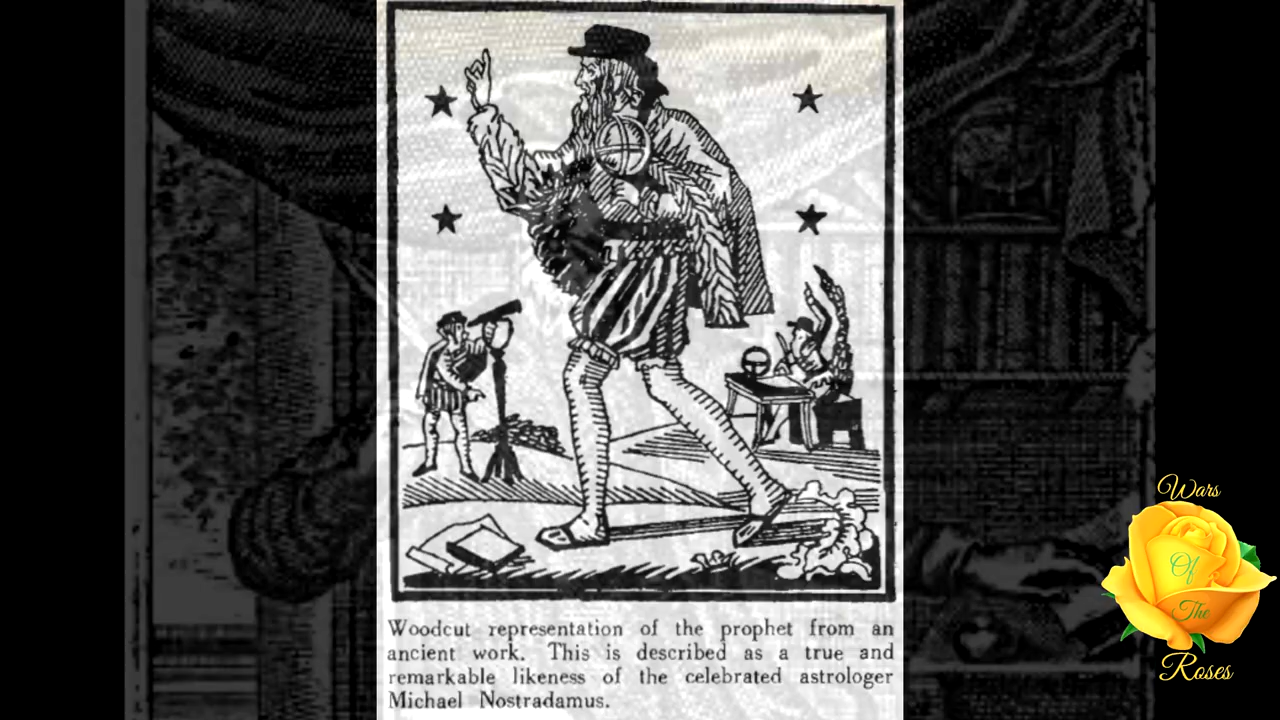 Woodcut representation of the prophet from an
ancient work. This is described as a true and
remarkable likeness of the celebrated astrologer
Michael Nostradamus.
Wars
Of
The
Roses